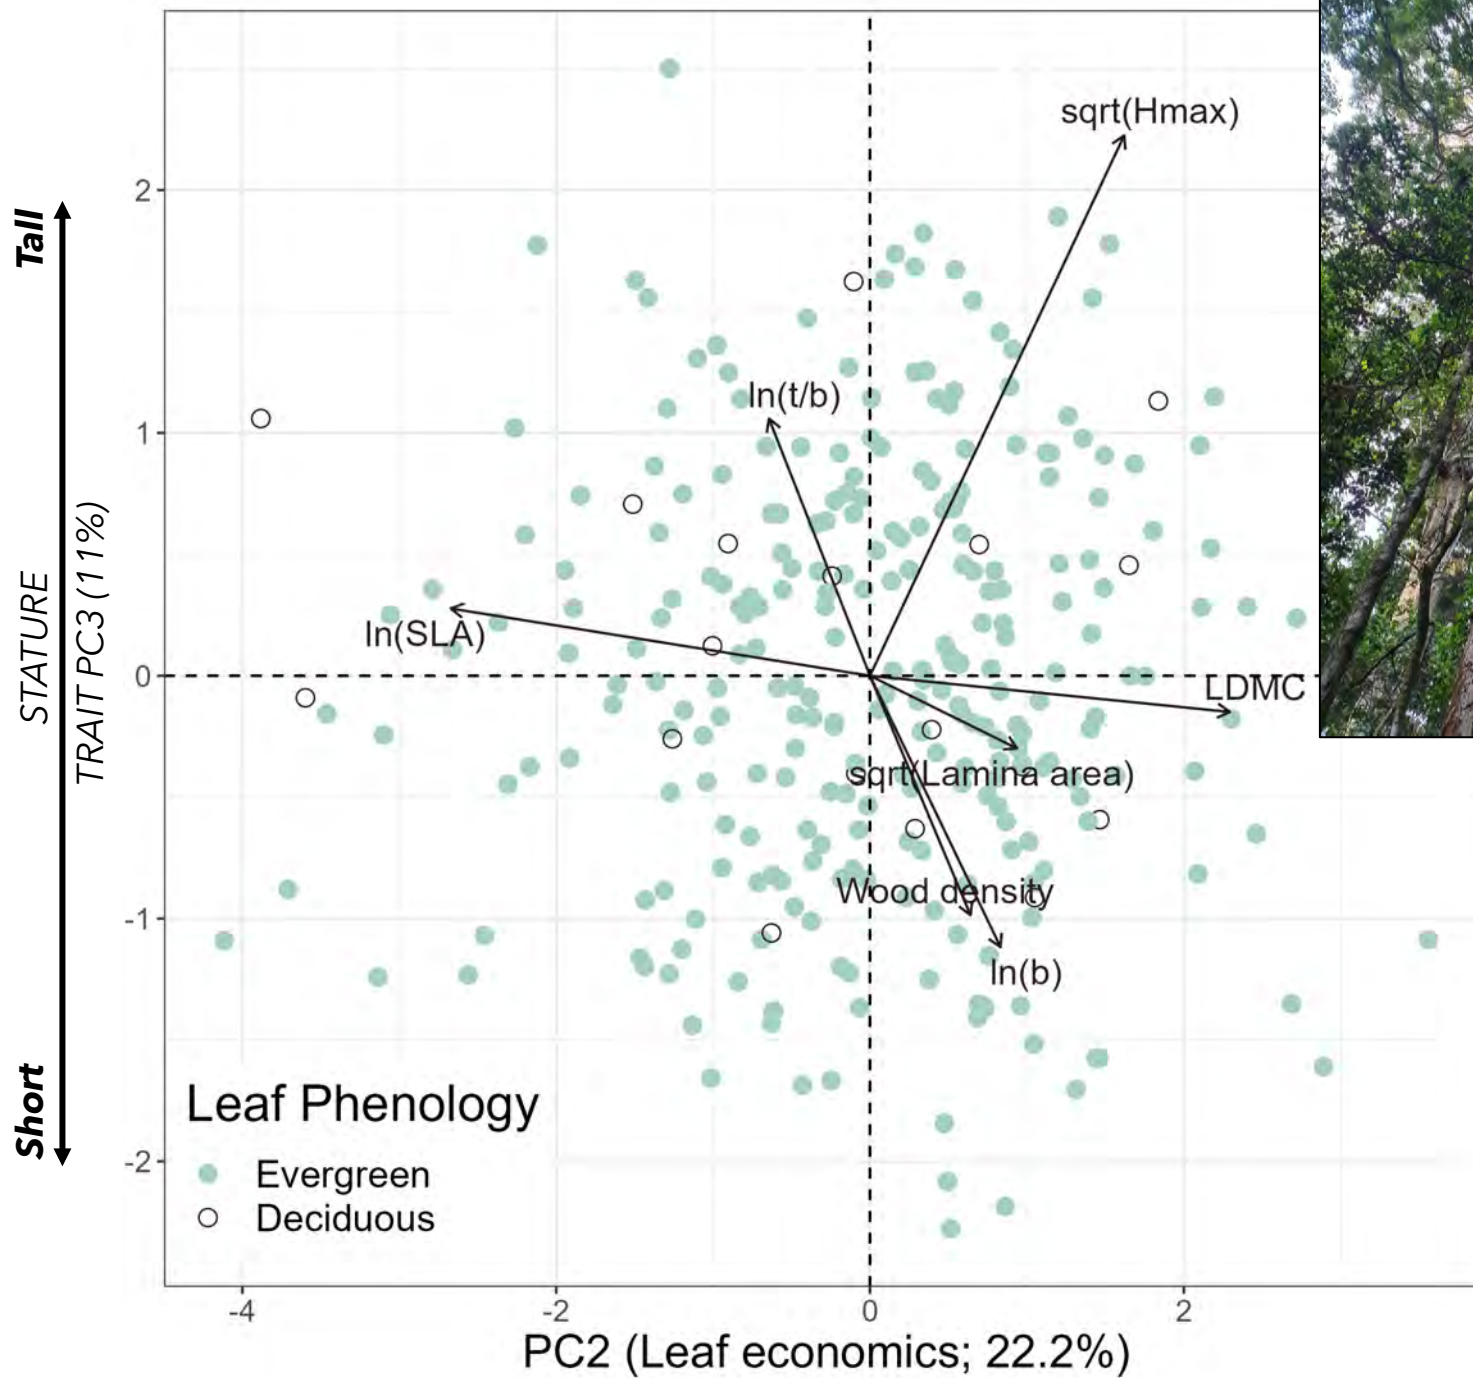 Tall
STATURE
TRAIT PC3 (11%)
Short
2
1
0
-1
-2
sqrt(Hmax)
ln(t/b)
ln(SLA)
LDMC
sqrt(Lamina area)
Wood density
ln(b)
Leaf Phenology
Evergreen
Deciduous
-4
-2
0
2
PC2 (Leaf economics; 22.2%)